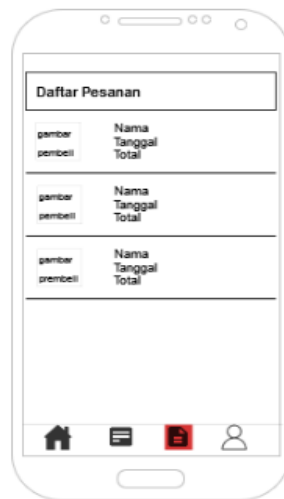 Daftar Pesanan
gambar
pembeli
Nama
Tanggal
Total
gambar
pembeli
Nama
Tanggal
Total
gambar
prembeli
Nama
Tanggal
Total